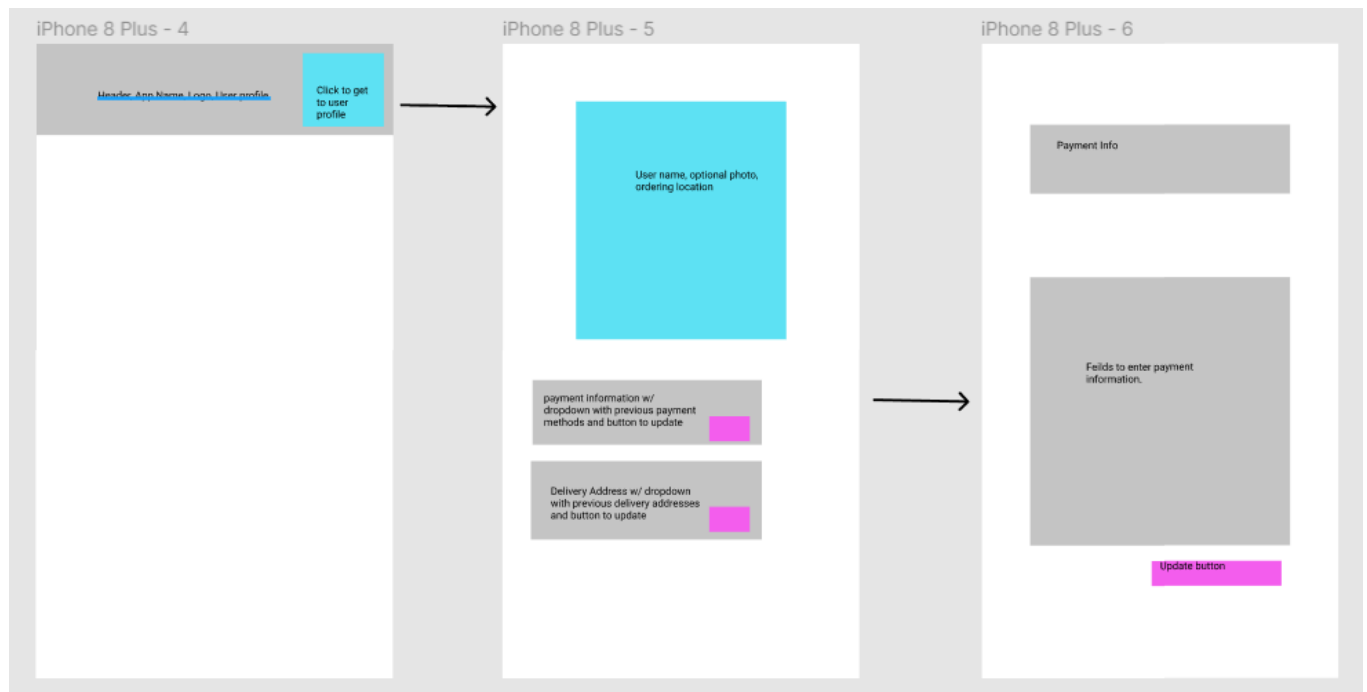 iPhone 8 Plus - 4
Header, App Name, Logo, User profile,
Click to get
to user
profile
iPhone 8 Plus - 5
User name, optional photo,
ordering location
payment information w/
dropdown with previous payment
methods and button to update
Delivery Address w/ dropdown
with previous delivery addresses
and button to update
iPhone 8 Plus - 6
Payment Info
Feilds to enter payment
information.
Update button